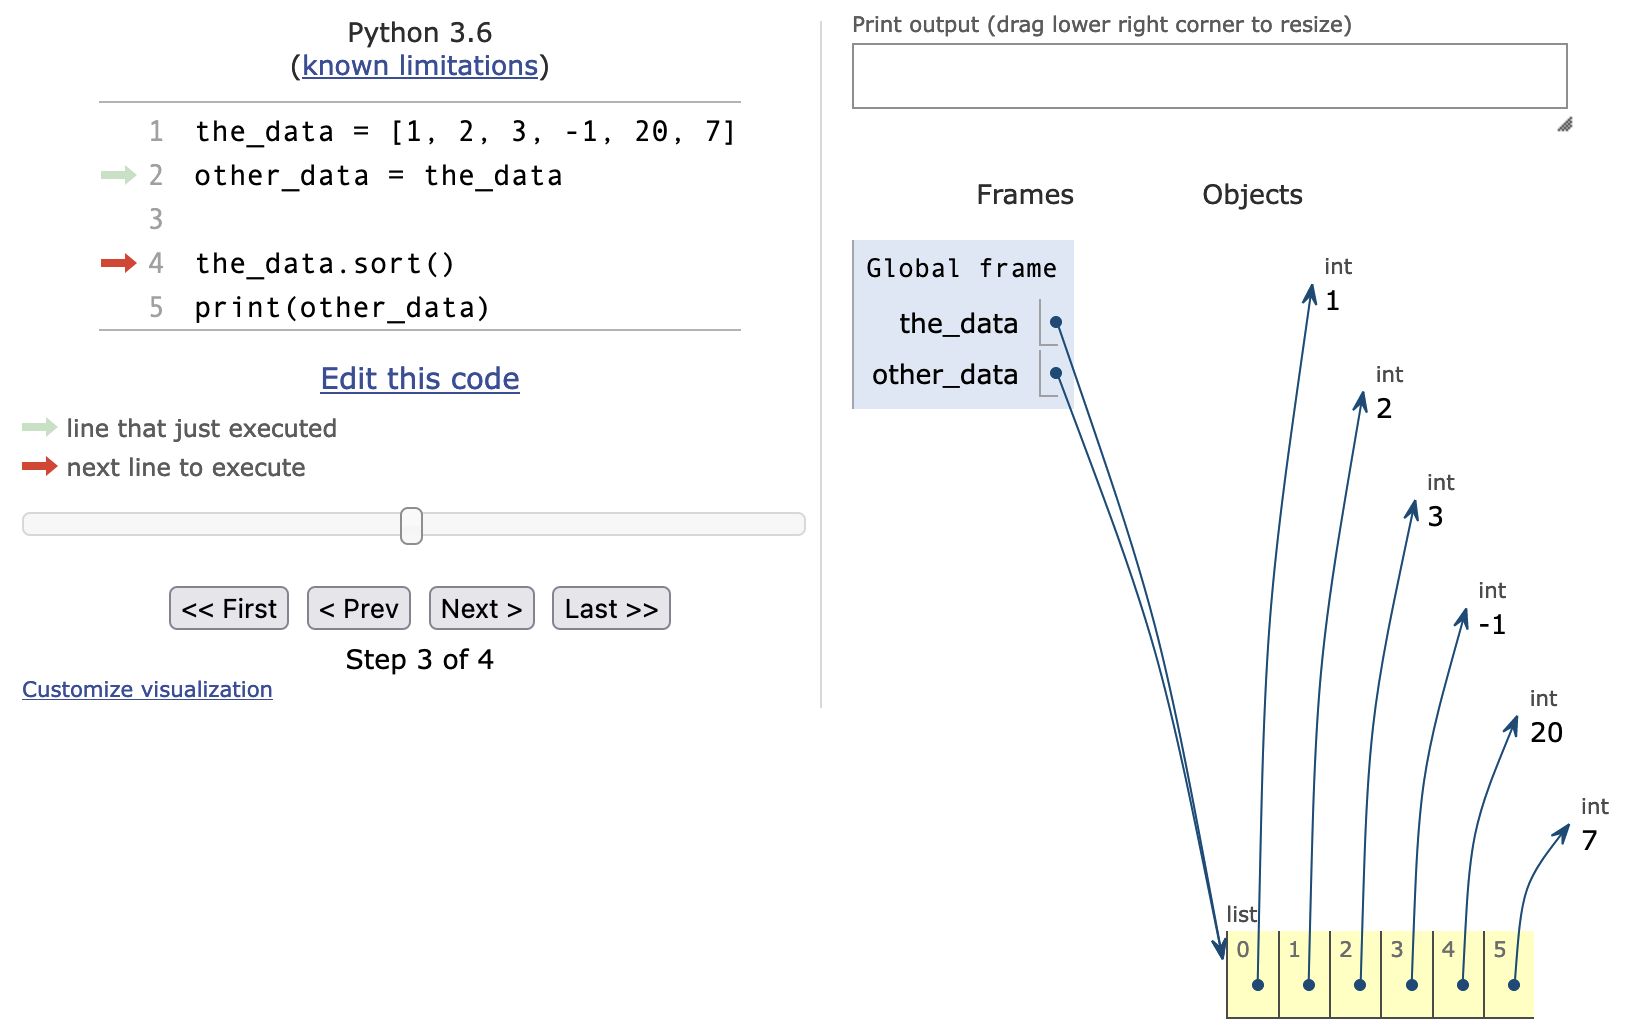 Python 3.6
(known limitations)
1 the_data = [1, 2, 3, -1, 20, 7]
2 other_data = the_data
3
4 the_data.sort()
5 print(other_data)
Edit this code
line that just executed
next line to execute
<< First < Prev Next > Last >>
Step 3 of 4
Customize visualization
Print output (drag lower right corner to resize)
Frames Objects
Global frame
the_data
other_data
int
1
int
2
int
3
int
-1
int
20
int
7
list
0 1 2 3 4 5